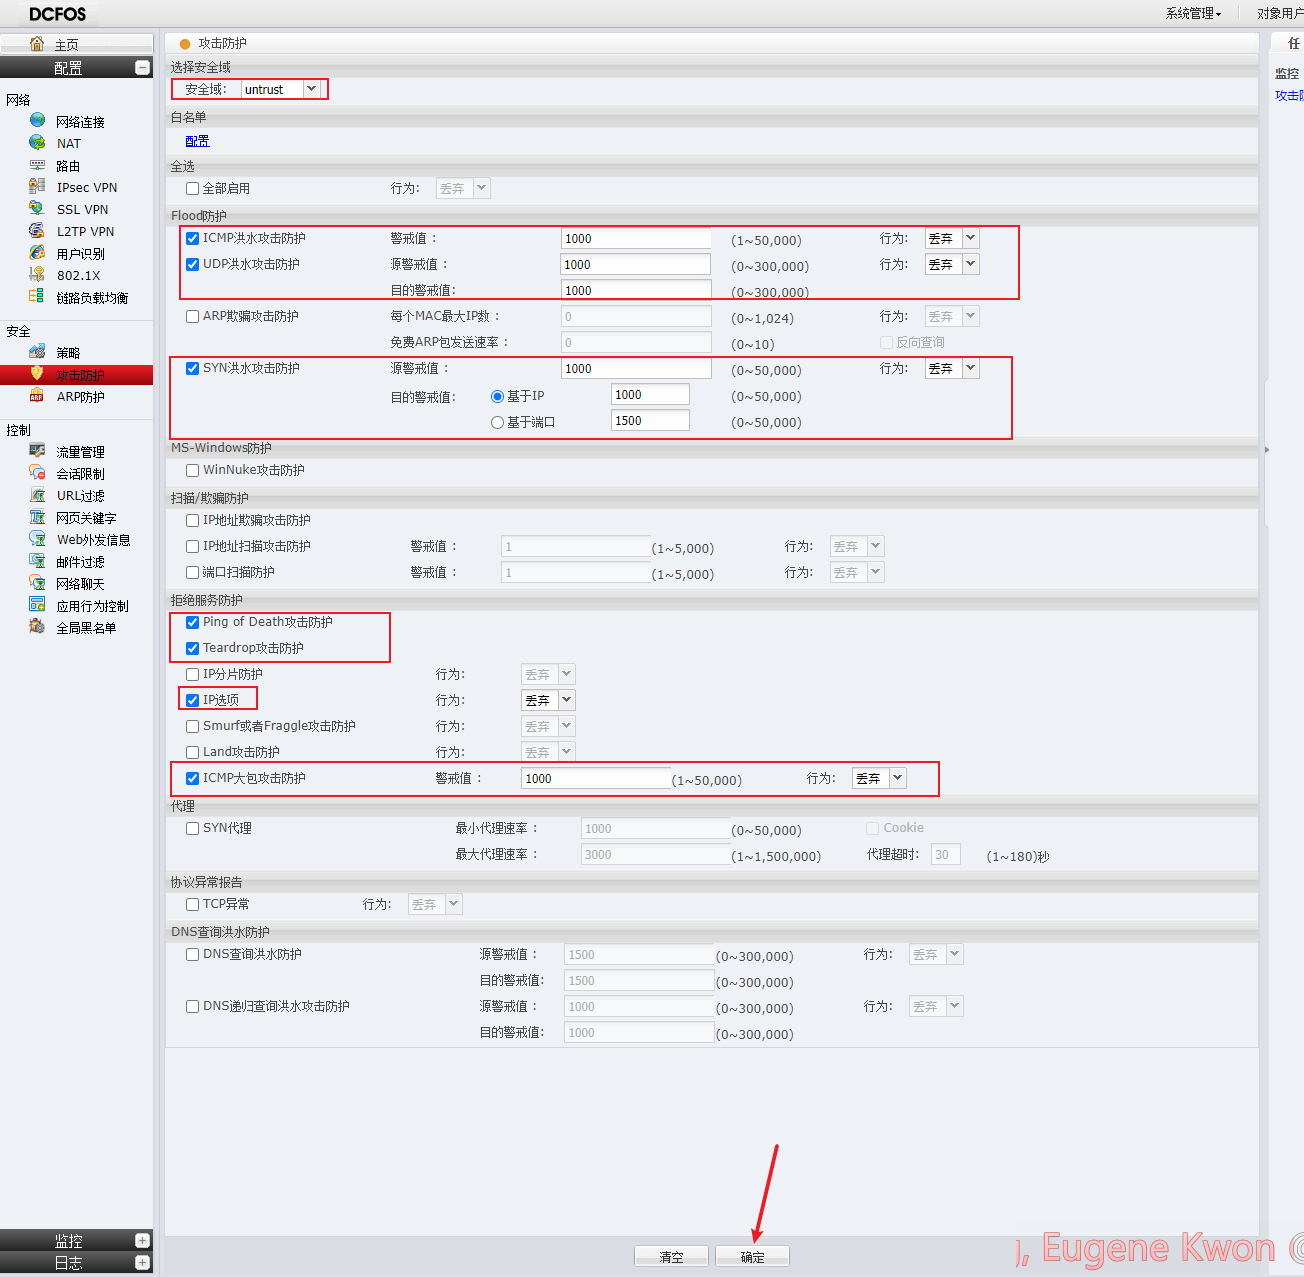 DCFOS
系统管理
对象用户
主页
配置
网络
网络连接
NAT
路由
IPsec VPN
SSL VPN
L2TP VPN
用户识别
802.1X
链路负载均衡
安全
策略
攻击防护
ARP防护
控制
流量管理
会话限制
URL过滤
网页关键字
Web外发信息
邮件过滤
网络聊天
应用行为控制
全局黑名单
监控
日志
攻击防护
选择安全域
安全域: untrust
白名单
配置
全选
全部启用 行为: 丢弃
Flood防护
ICMP洪水攻击防护 警戒值: 1000 (1~50,000) 行为: 丢弃
UDP洪水攻击防护 源警戒值: 1000 (0~300,000) 行为: 丢弃
目的警戒值: 1000 (0~300,000)
ARP欺骗攻击防护 每个MAC最大IP数: 0 (0~1,024) 行为: 丢弃
免费ARP包发送速率: 0 (0~10) 反向查询
SYN洪水攻击防护 源警戒值: 1000 (0~50,000) 行为: 丢弃
目的警戒值: 基于IP 1000 (0~50,000)
基于端口 1500 (0~50,000)
MS-Windows防护
WinNuke攻击防护
扫描/欺骗防护
IP地址欺骗攻击防护
IP地址扫描攻击防护 警戒值: 1 (1~5,000) 行为: 丢弃
端口扫描防护 警戒值: 1 (1~5,000) 行为: 丢弃
拒绝服务防护
Ping of Death攻击防护
Teardrop攻击防护
IP分片防护 行为: 丢弃
IP选项 行为: 丢弃
Smurf或者Fraggle攻击防护 行为: 丢弃
Land攻击防护 行为: 丢弃
ICMP大包攻击防护 警戒值: 1000 (1~50,000) 行为: 丢弃
代理
SYN代理 最小代理速率: 1000 (0~50,000) Cookie
最大代理速率: 3000 (1~1,500,000) 代理超时: 30 (1~180)秒
协议异常报告
TCP异常 行为: 丢弃
DNS查询洪水防护
DNS查询洪水防护 源警戒值: 1500 (0~300,000) 行为: 丢弃
目的警戒值: 1500 (0~300,000)
DNS递归查询洪水攻击防护 源警戒值: 1000 (0~300,000) 行为: 丢弃
目的警戒值: 1000 (0~300,000)
清空 确定
任
监控
攻击防
, Eugene Kwon ©